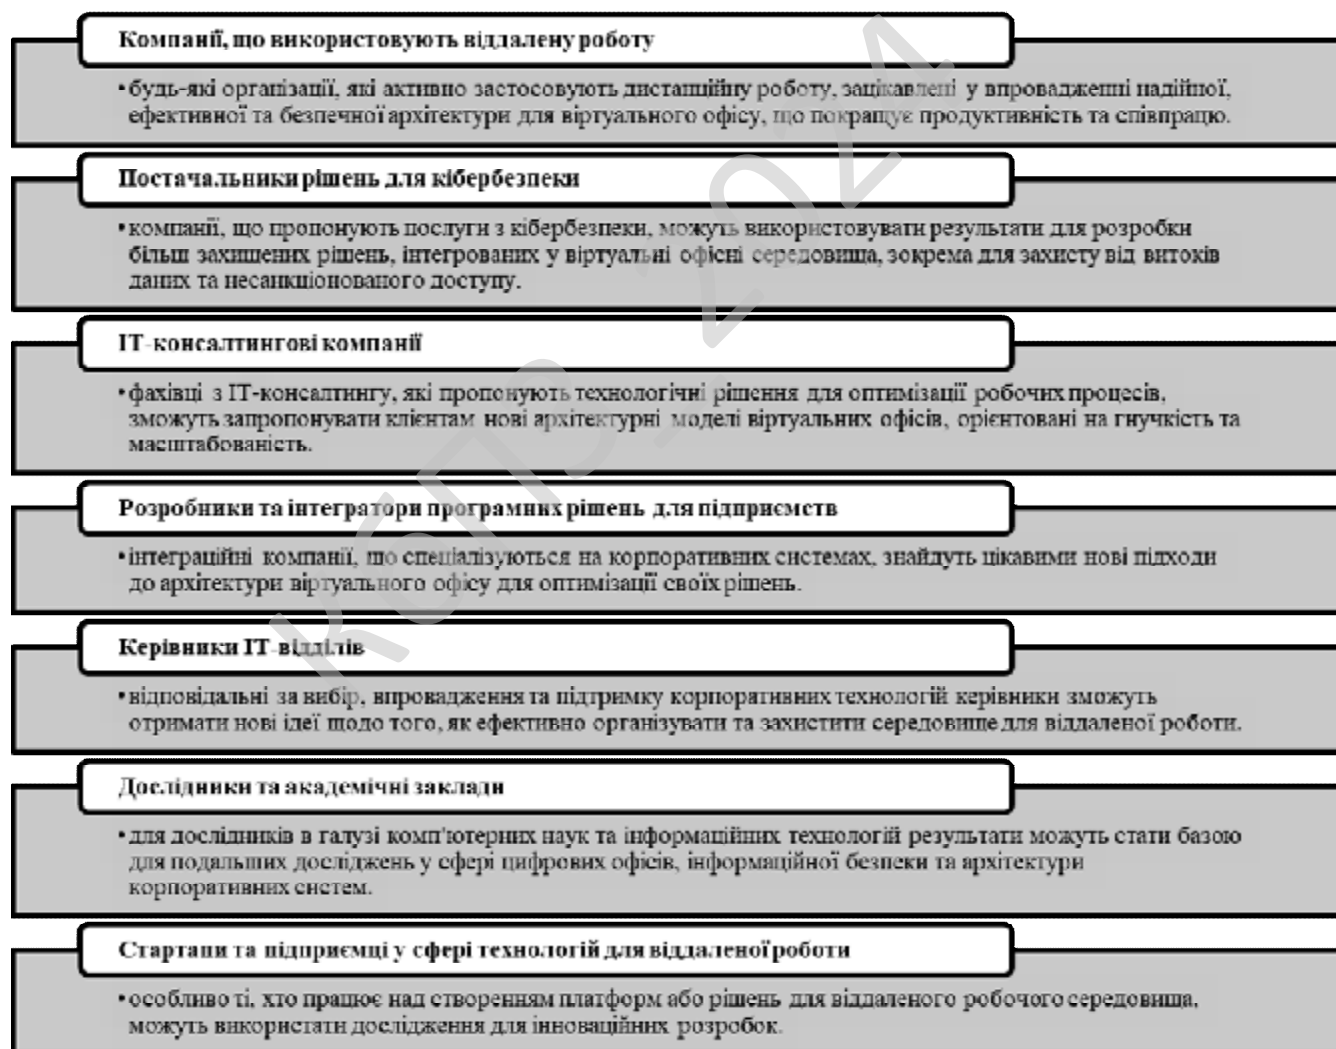 Компанії, що використовують віддалену роботу
•будь-які організації, які активно застосовують дистанційну роботу, зацікавлені у впровадженні надійної,
ефективної та безпечної архітектури для віртуального офісу, що покращує продуктивність та співпрацю.
Постачальники рішень для кібербезпеки
•компанії, що пропонують послуги з кібербезпеки, можуть використовувати результати для розробки
більш захищених рішень, інтегрованих у віртуальні офісні середовища, зокрема для захисту від витоків
даних та несанкціонованого доступу.
ІТ-консалтингові компанії
•фахівці з ІТ-консалтингу, які пропонують технологічні рішення для оптимізації робочих процесів,
зможуть запропонувати клієнтам нові архітектурні моделі віртуальних офісів, орієнтовані на гнучкість та
масштабованість.
Розробники та інтегратори програмних рішень для підприємств
•інтеграційні компанії, що спеціалізуються на корпоративних системах, знайдуть цікавими нові підходи
до архітектури віртуального офісу для оптимізації своїх рішень.
Керівники ІТ-відділів
•відповідальні за вибір, впровадження та підтримку корпоративних технологій керівники зможуть
отримати нові ідеї щодо того, як ефективно організувати та захистити середовище для віддаленої роботи.
Дослідники та академічні заклади
•для дослідників в галузі комп'ютерних наук та інформаційних технологій результати можуть стати базою
для подальших досліджень у сфері цифрових офісів, інформаційної безпеки та архітектури
корпоративних систем.
Стартапи та підприємці у сфері технологій для віддаленої роботи
•особливо ті, хто працює над створенням платформ або рішень для віддаленого робочого середовища,
можуть використати дослідження для інноваційних розробок.